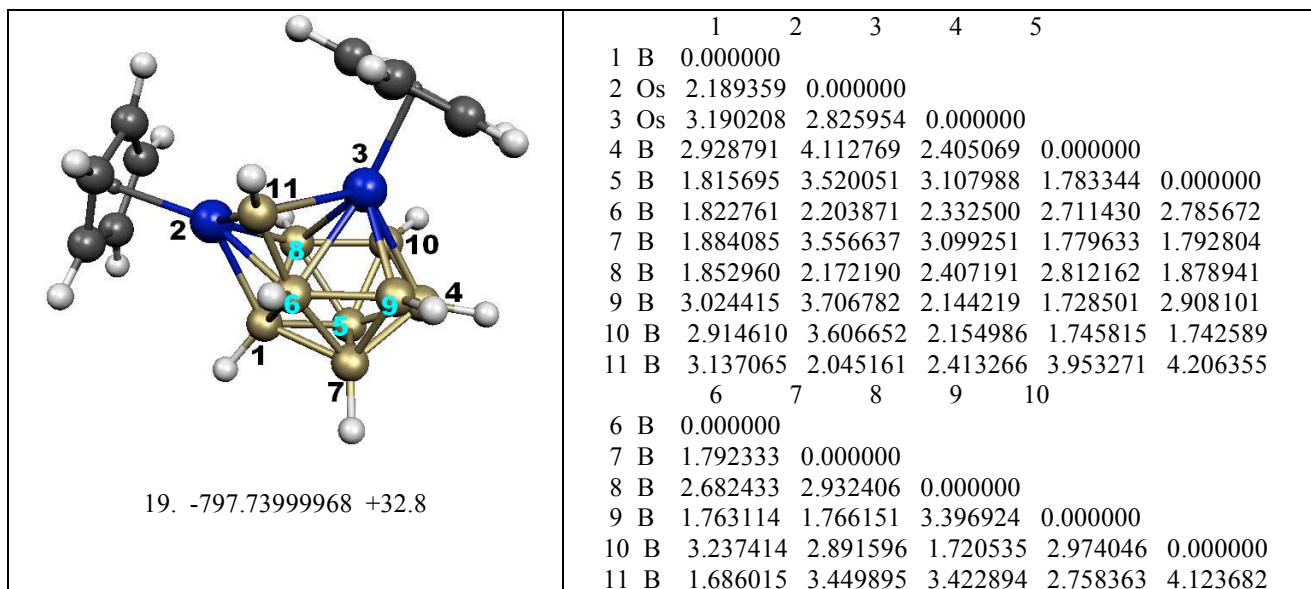 3
11
2
8
10
6
4
9
5
1
7
19. -797.73999968 +32.8
1 2 3 4 5
1 B 0.000000
2 Os 2.189359 0.000000
3 Os 3.190208 2.825954 0.000000
4 B 2.928791 4.112769 2.405069 0.000000
5 B 1.815695 3.520051 3.107988 1.783344 0.000000
6 B 1.822761 2.203871 2.332500 2.711430 2.785672
7 B 1.884085 3.556637 3.099251 1.779633 1.792804
8 B 1.852960 2.172190 2.407191 2.812162 1.878941
9 B 3.024415 3.706782 2.144219 1.728501 2.908101
10 B 2.914610 3.606652 2.154986 1.745815 1.742589
11 B 3.137065 2.045161 2.413266 3.953271 4.206355
6 7 8 9 10
6 B 0.000000
7 B 1.792333 0.000000
8 B 2.682433 2.932406 0.000000
9 B 1.763114 1.766151 3.396924 0.000000
10 B 3.237414 2.891596 1.720535 2.974046 0.000000
11 B 1.686015 3.449895 3.422894 2.758363 4.123682